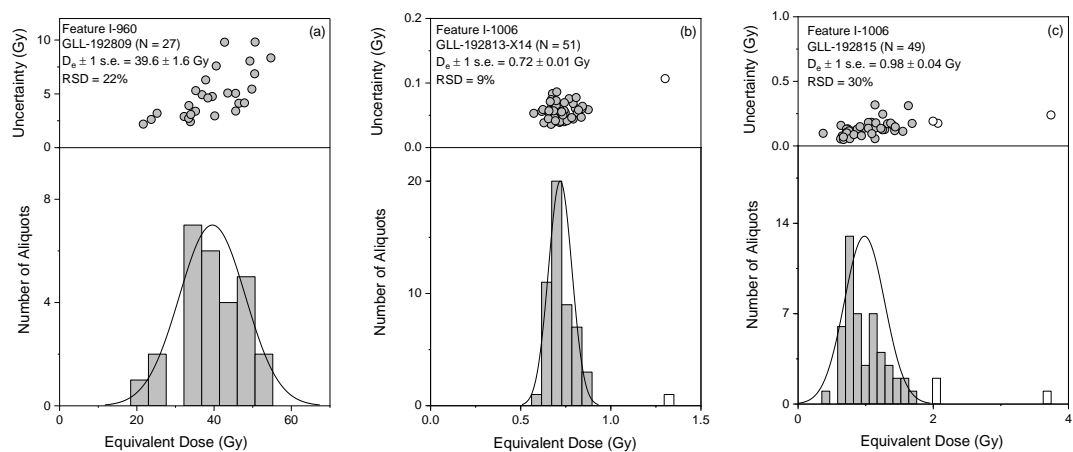 Feature I-960
(a)
GLL-192809 (N = 27)
De ± 1 s.e. = 39.6 ± 1.6 Gy
RSD = 22%
Uncertainty (Gy)
10
5
0
Number of Aliquots
8
4
0
0
20
40
60
Equivalent Dose (Gy)
Feature I-1006
(b)
GLL-192813-X14 (N = 51)
De ± 1 s.e. = 0.72 ± 0.01 Gy
RSD = 9%
Uncertainty (Gy)
0.2
0.1
0.0
Number of Aliquots
20
10
0
0.0
0.5
1.0
1.5
Equivalent Dose (Gy)
Feature I-1006
(c)
GLL-192815 (N = 49)
De ± 1 s.e. = 0.98 ± 0.04 Gy
RSD = 30%
Uncertainty (Gy)
1.0
0.5
0.0
Number of Aliquots
14
7
0
0
2
4
Equivalent Dose (Gy)